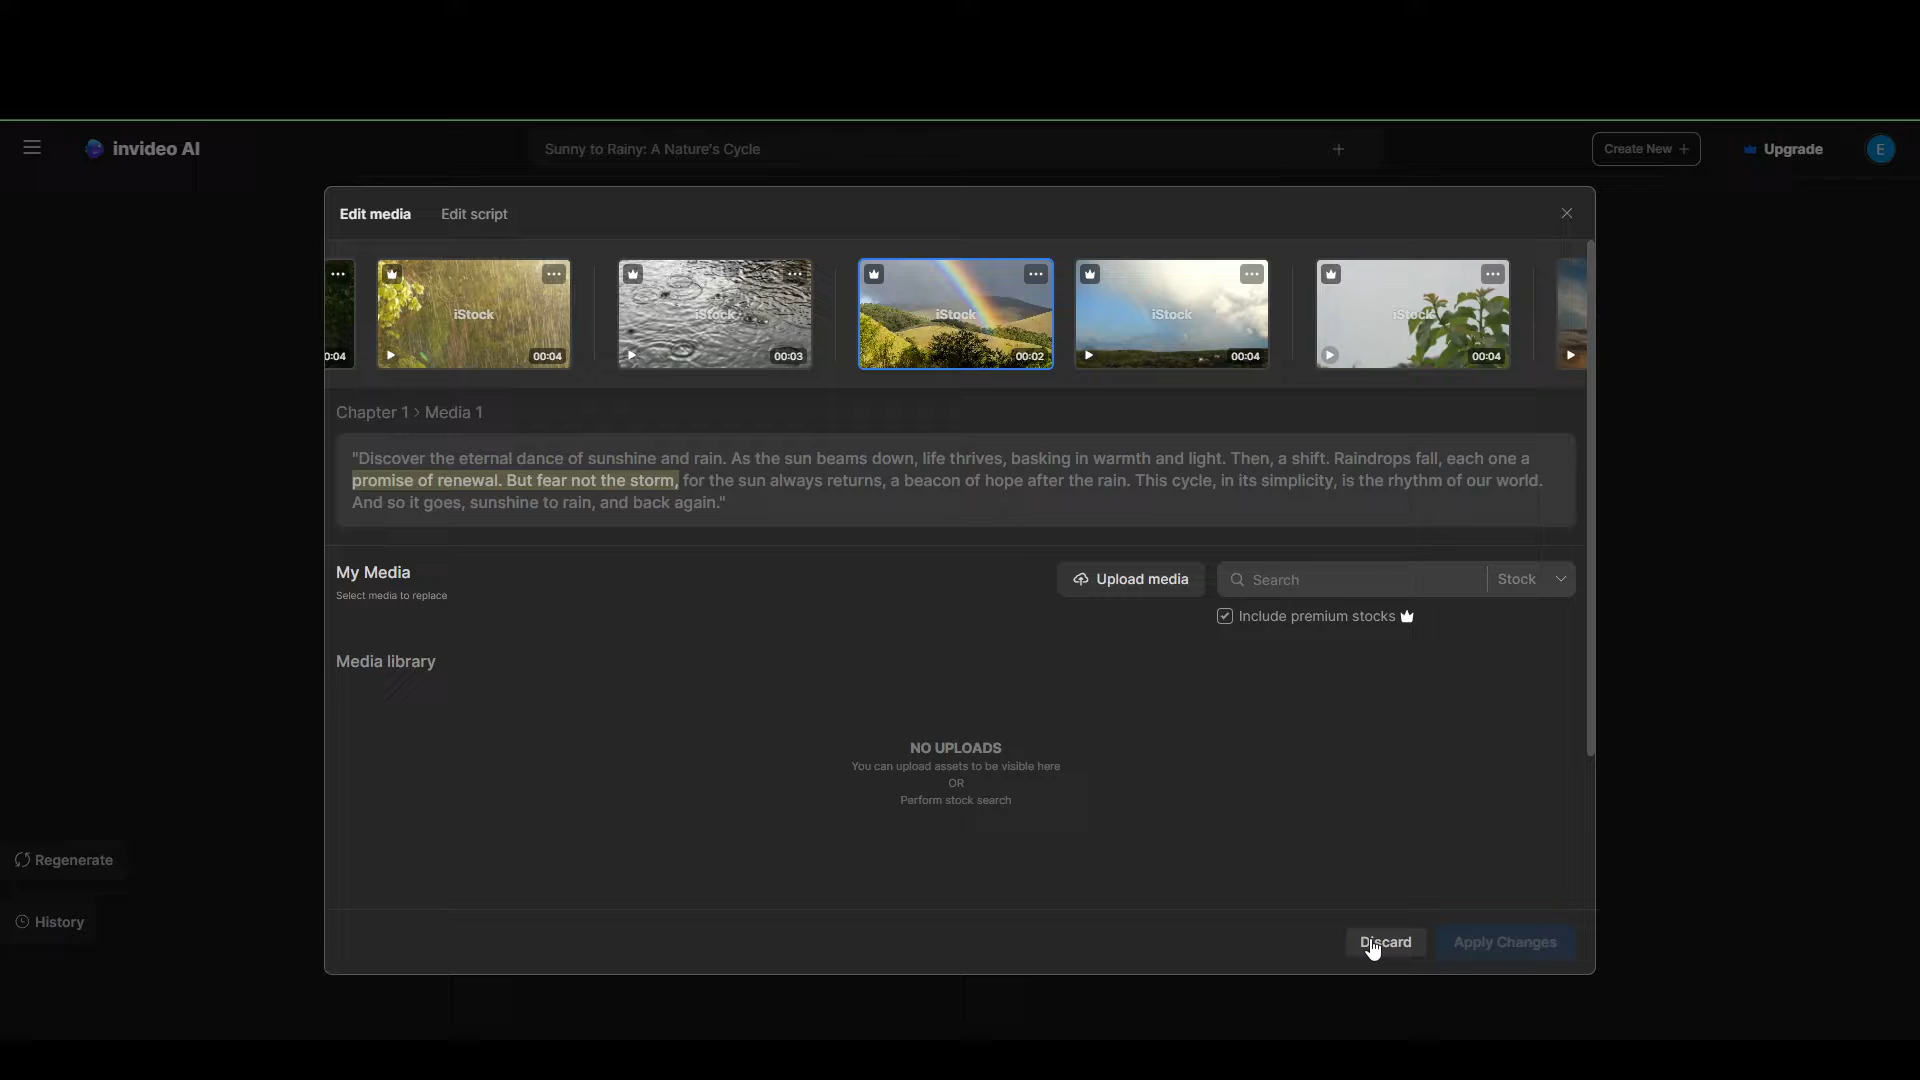 invideo AI
Sunny to Rainy: A Nature's Cycle
Create New +
Upgrade
E
Edit media
Edit script
0:04
iStock
00:04
iStock
00:03
iStock
00:02
iStock
00:04
iStock
00:04
Chapter 1 > Media 1
"Discover the eternal dance of sunshine and rain. As the sun beams down, life thrives, basking in warmth and light. Then, a shift. Raindrops fall, each one a
promise of renewal. But fear not the storm, for the sun always returns, a beacon of hope after the rain. This cycle, in its simplicity, is the rhythm of our world.
And so it goes, sunshine to rain, and back again."
My Media
Select media to replace
Upload media
Search
Stock
Include premium stocks
Media library
NO UPLOADS
You can upload assets to be visible here
OR
Perform stock search
Regenerate
History
Discard
Apply Changes